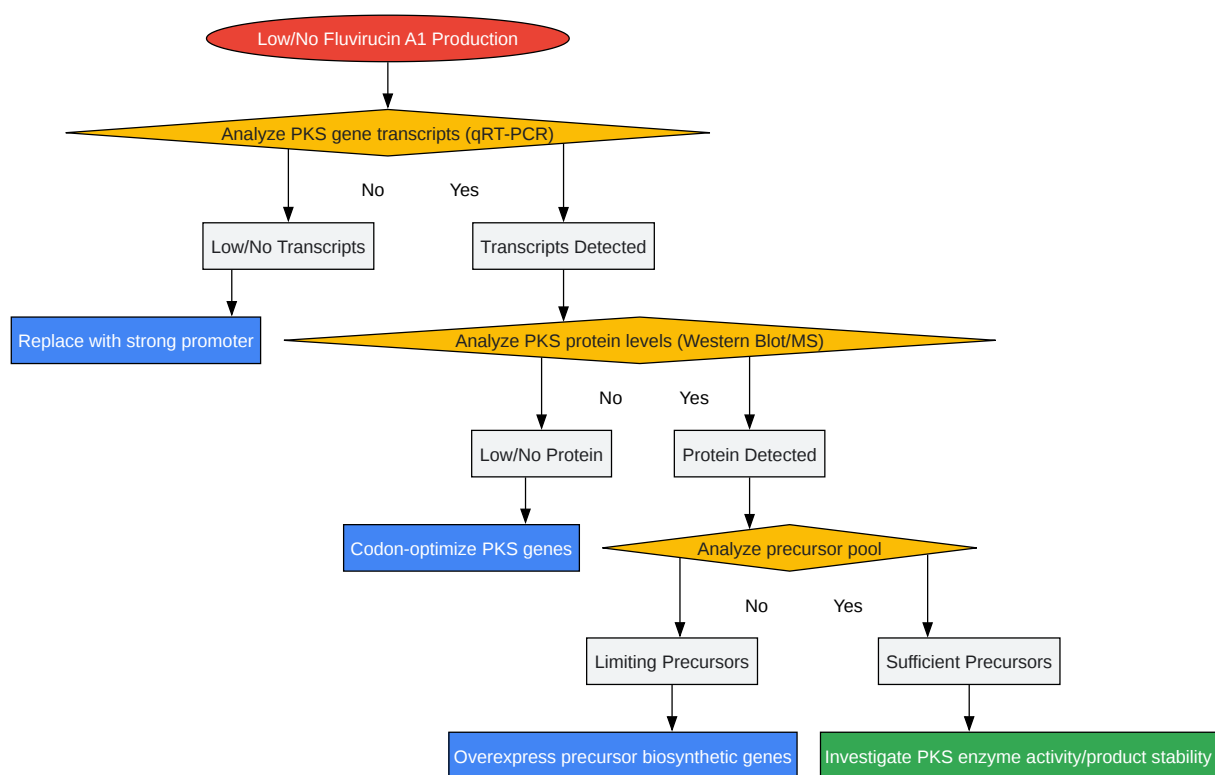 Low/No Fluvirucin A1 Production
Analyze PKS gene transcripts (qRT-PCR)
No
Yes
Low/No Transcripts
Transcripts Detected
Replace with strong promoter
Analyze PKS protein levels (Western Blot/MS)
No
Yes
Low/No Protein
Protein Detected
Codon-optimize PKS genes
Analyze precursor pool
No
Yes
Limiting Precursors
Sufficient Precursors
Overexpress precursor biosynthetic genes
Investigate PKS enzyme activity/product stability